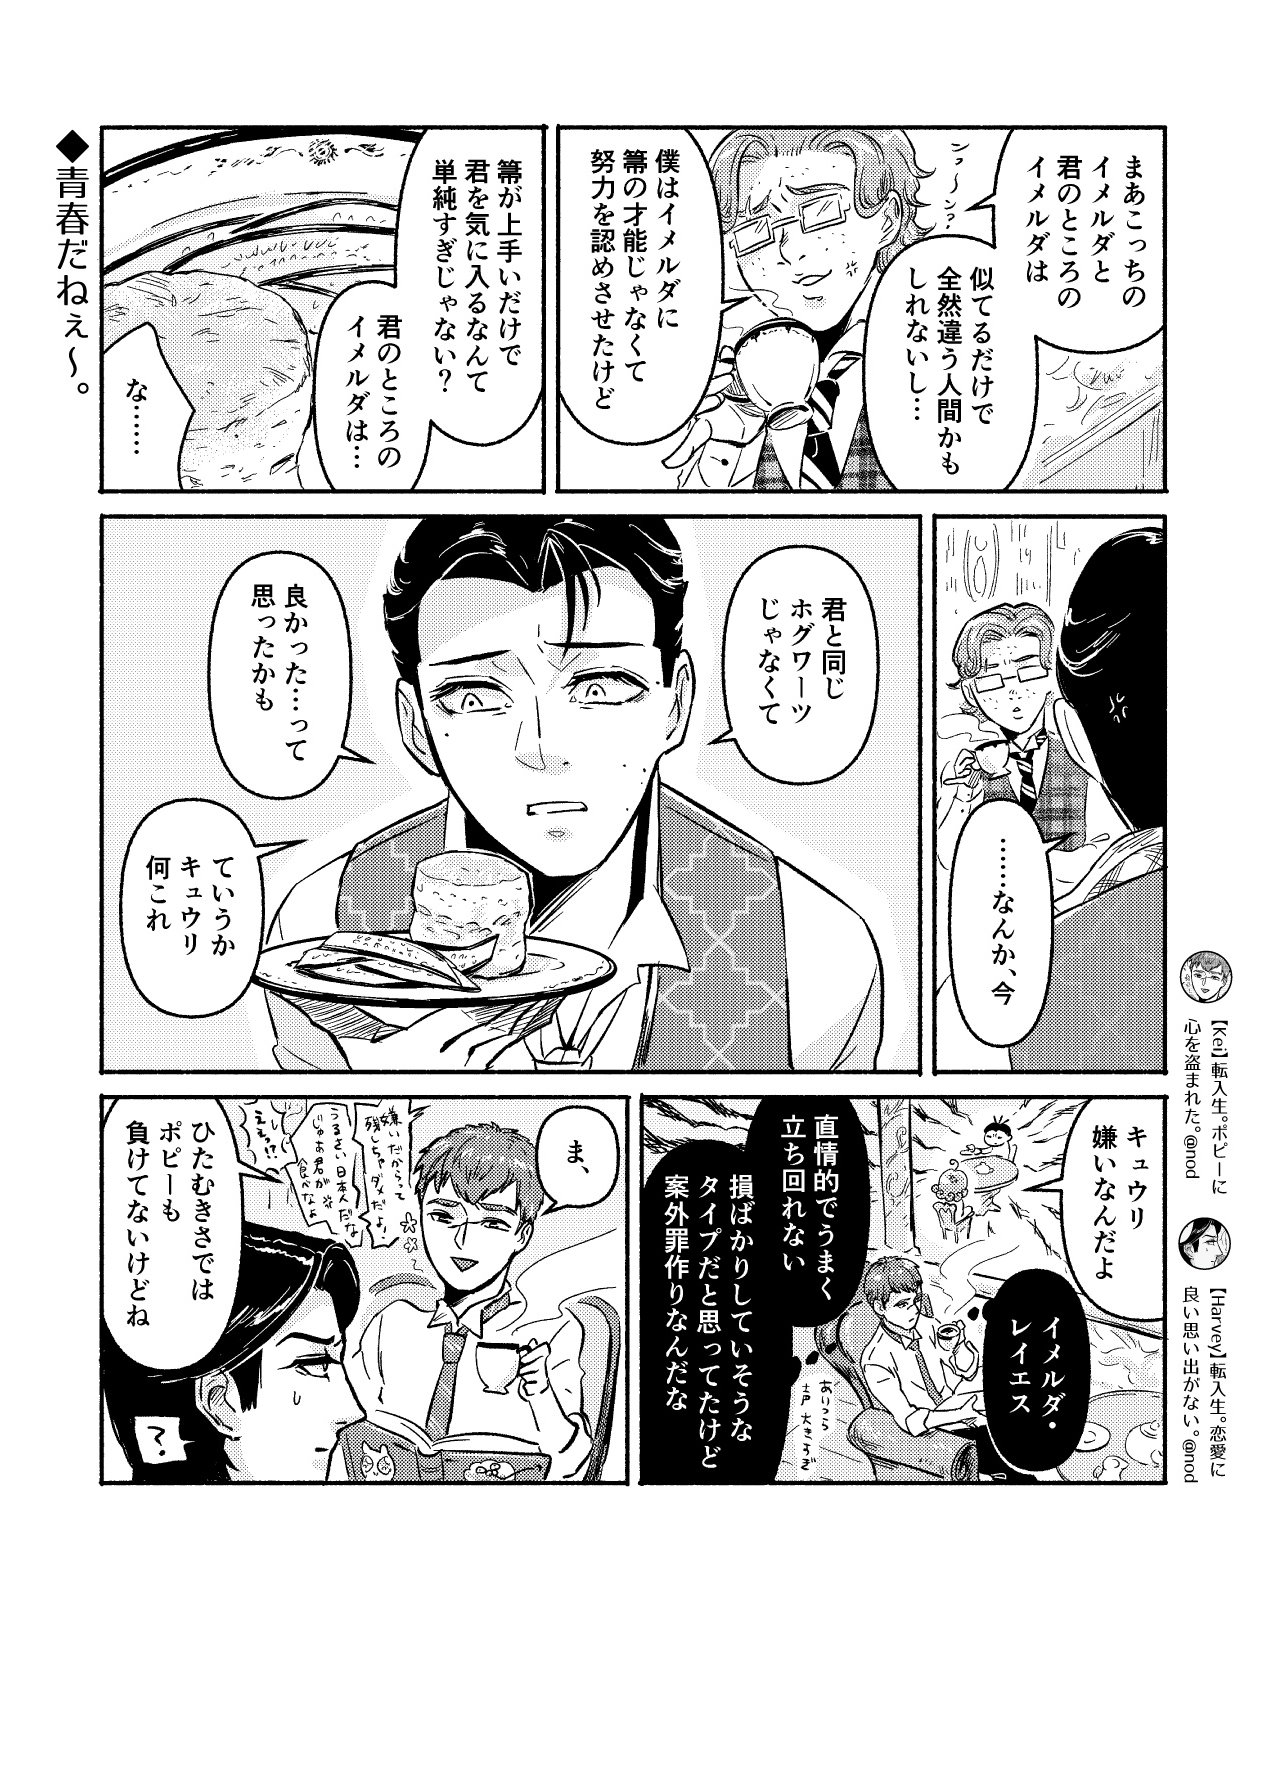 まあこっちの
イメルダと
君のところの
イメルダは
ンン〜ン?
似てるだけで
全然違う人間かも
しれないし…
僕はイメルダに
箒の才能じゃなくて
努力を認めさせたけど
箒が上手いだけで
君を気に入るなんて
単純すぎじゃない?
君のところの
イメルダは…
な……
……なんか、今
君と同じ
ホグワーツ
じゃなくて
良かった…って
思ったかも
ていうか
キュウリ
何これ
キュウリ
嫌いなんだよ
イメルダ・
レイエス
直情的でうまく
立ち回れない
損ばかりしていそうな
タイプだと思ってたけど
案外罪作りなんだな
あいつら
声大きすぎ
ま、
嫌いだからって
残しちゃダメだよ!
うるさい日本人だな
じゃあ君が
食べなよ
ええっ!?
ひたむきさでは
ポピーも
負けてないけどね
?
【Kei】転入生。ポピーに
心を盗まれた。@nod
【Harvey】転入生。恋愛に
良い思い出がない。@nod
◆青春だねぇ〜。